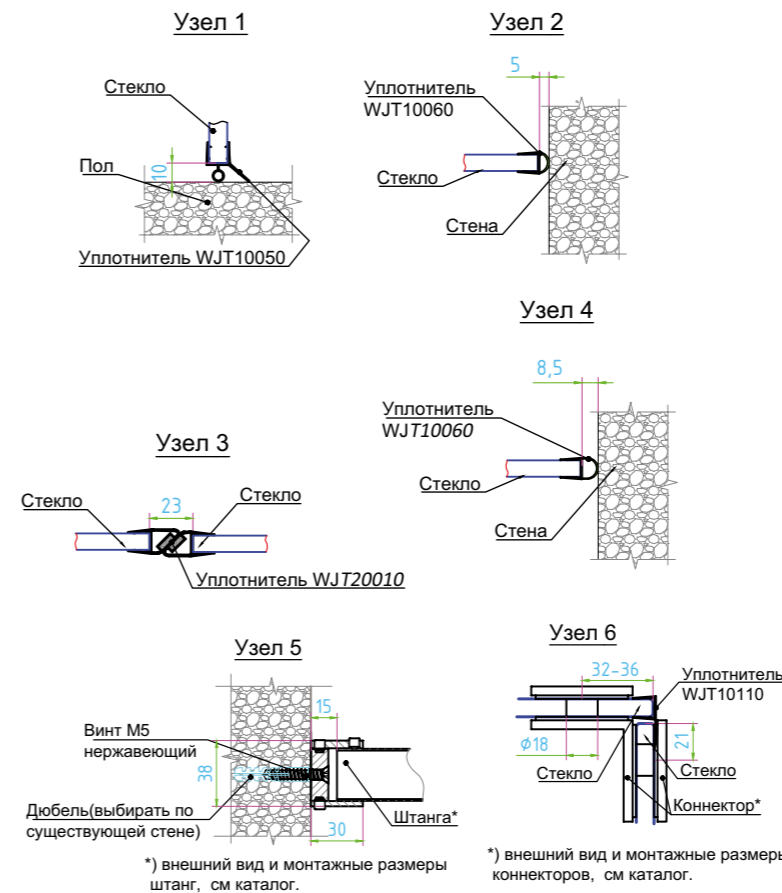 Узел 1
Стекло
Пол
10
Уплотнитель WJT10050
Узел 2
5
Уплотнитель
WJT10060
Стекло
Стена
Узел 3
Стекло
23
Стекло
Уплотнитель WJT20010
Узел 4
8,5
Уплотнитель
WJT10060
Стекло
Стена
Узел 5
15
Винт М5
нержавеющий
38
Дюбель(выбирать по
существующей стене)
30
Штанга*
*) внешний вид и монтажные размеры
штанг, см каталог.
Узел 6
32-36
Уплотнитель
WJT10110
Ф18
21
Стекло
Стекло
Коннектор*
*) внешний вид и монтажные размеры
коннекторов, см каталог.